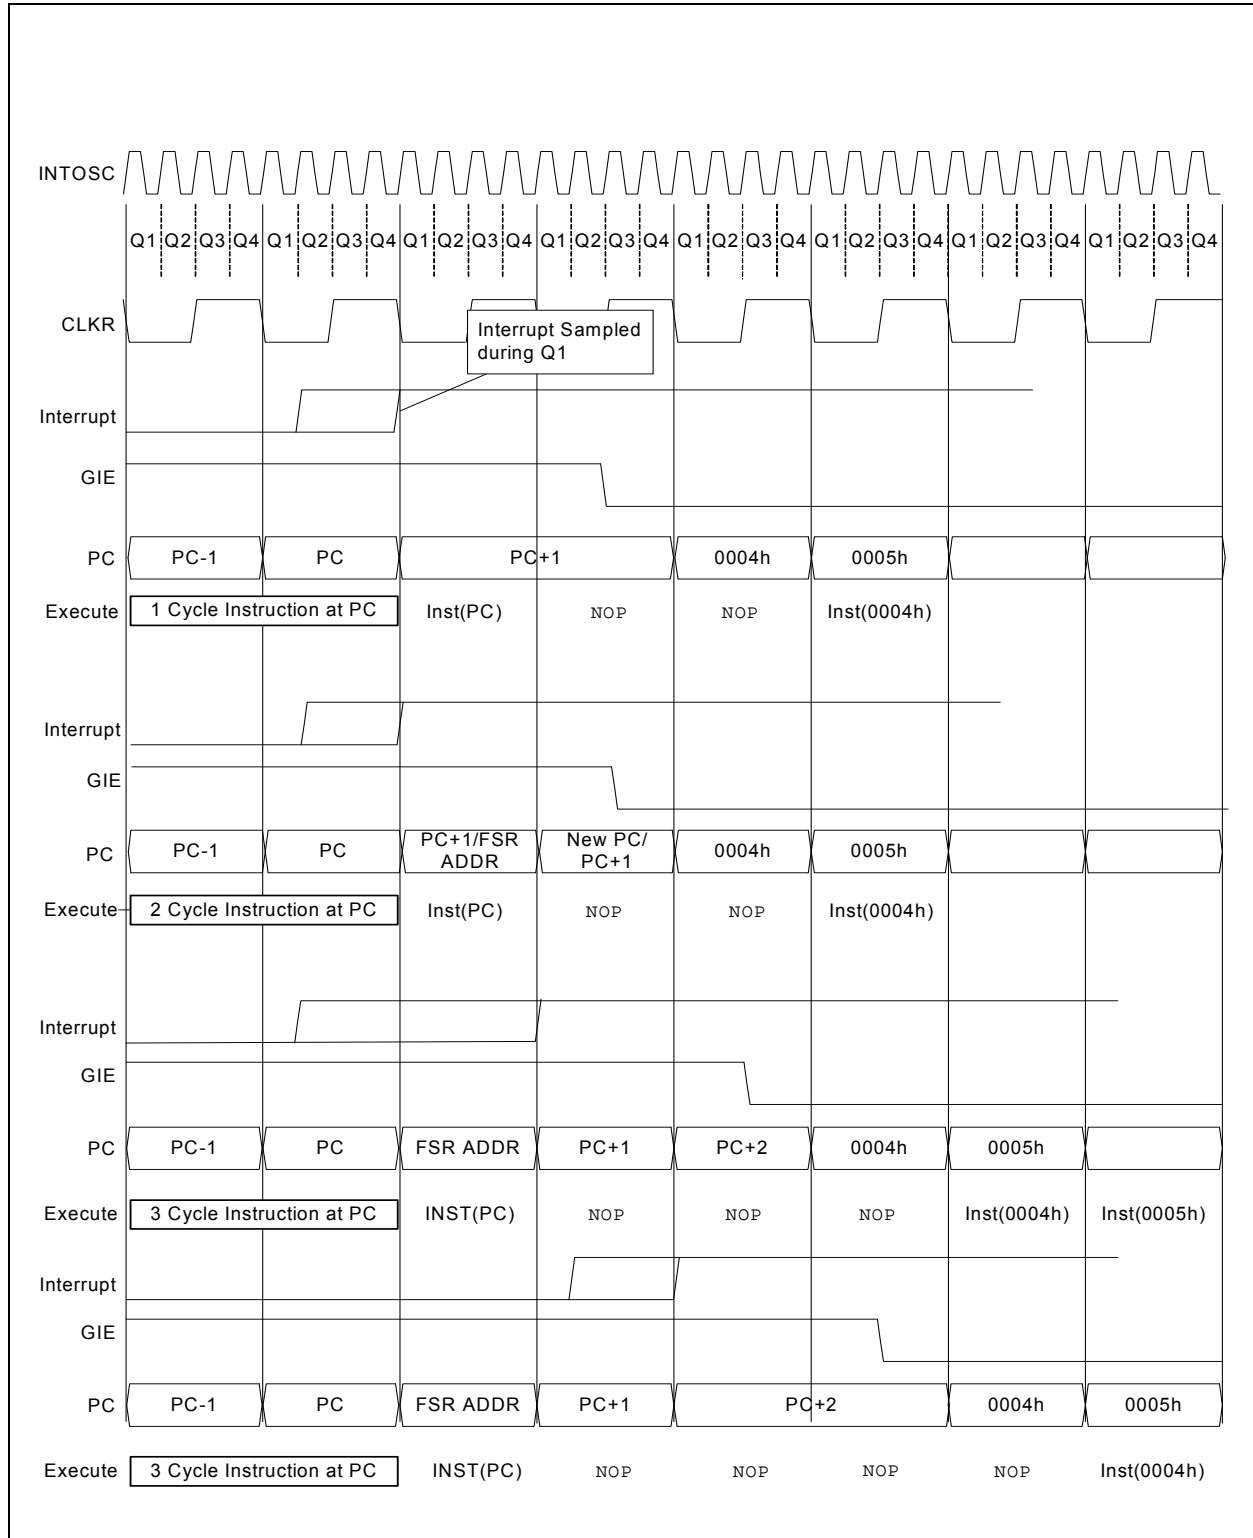 INTOSC
Q1 Q2 Q3 Q4 Q1 Q2 Q3 Q4 Q1 Q2 Q3 Q4 Q1 Q2 Q3 Q4 Q1 Q2 Q3 Q4 Q1 Q2 Q3 Q4 Q1 Q2 Q3 Q4 Q1 Q2 Q3 Q4
CLKR
Interrupt Sampled
during Q1
Interrupt
GIE
PC PC-1 PC PC+1 0004h 0005h
Execute 1 Cycle Instruction at PC Inst(PC) NOP NOP Inst(0004h)
Interrupt
GIE
PC PC-1 PC PC+1/FSR ADDR New PC/ PC+1 0004h 0005h
Execute 2 Cycle Instruction at PC Inst(PC) NOP NOP Inst(0004h)
Interrupt
GIE
PC PC-1 PC FSR ADDR PC+1 PC+2 0004h 0005h
Execute 3 Cycle Instruction at PC INST(PC) NOP NOP NOP Inst(0004h) Inst(0005h)
Interrupt
GIE
PC PC-1 PC FSR ADDR PC+1 PC+2 0004h 0005h
Execute 3 Cycle Instruction at PC INST(PC) NOP NOP NOP NOP Inst(0004h)